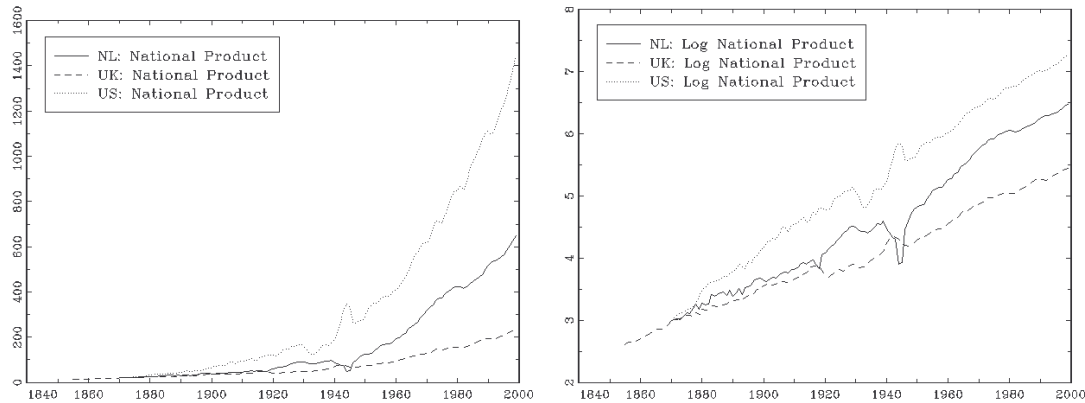 1600
1400
1200
1000
800
600
400
200
0
NL: National Product
UK: National Product
US: National Product
1840 1860 1880 1900 1920 1940 1960 1980 2000
8
7
6
5
4
3
2
NL: Log National Product
UK: Log National Product
US: Log National Product
1840 1860 1880 1900 1920 1940 1960 1980 2000